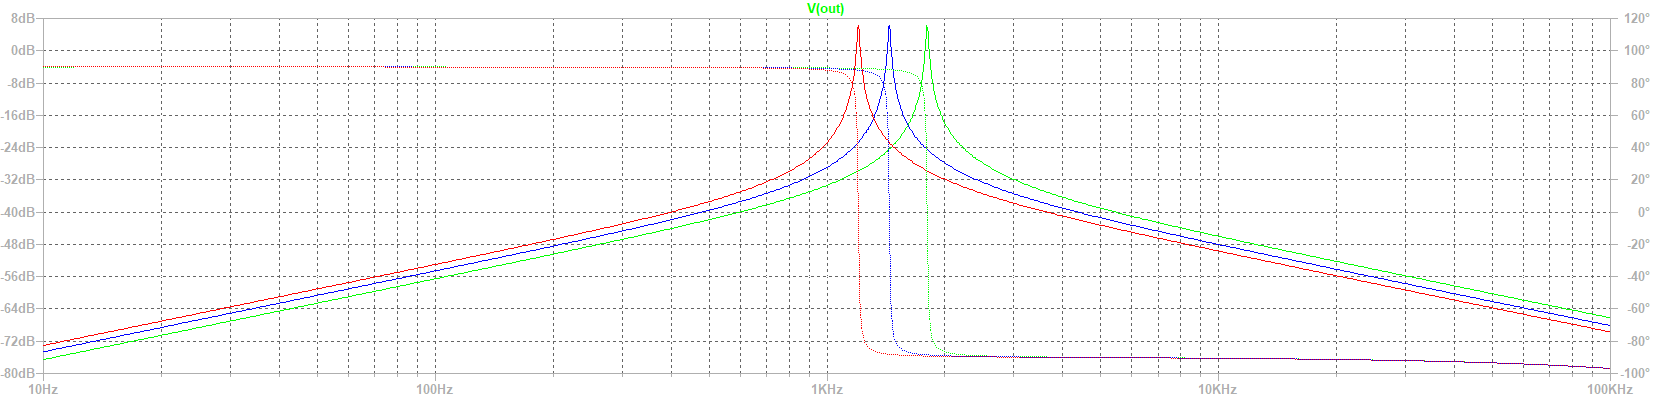 V(out)
8dB 120°
0dB 100°
-8dB 80°
-16dB 60°
-24dB 40°
-32dB 20°
-40dB 0°
-48dB -20°
-56dB -40°
-64dB -60°
-72dB -80°
-80dB -100°
10Hz 100Hz 1KHz 10KHz 100KHz